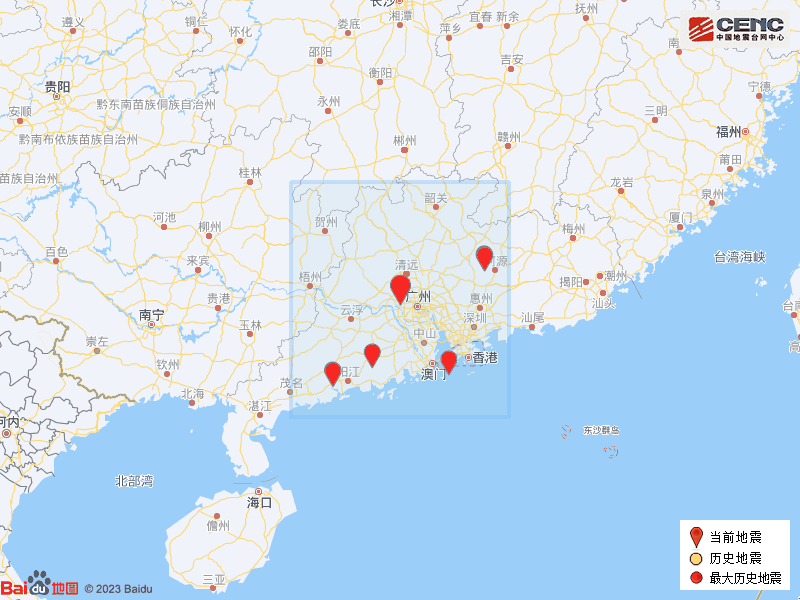 长沙
遵义
铜仁
怀化
娄底
湘潭
萍乡
宜春
新余
抚州
CENC
中国地震台网中心
邵阳
衡阳
吉安
南
贵阳
安顺
黔东南苗族侗族自治州
永州
三明
宁德
黔南布依族苗族自治州
郴州
赣州
福州
莆田
苗族自治州
桂林
龙岩
泉州
韶关
贺州
河池
柳州
梅州
厦门
百色
来宾
清远
河源
台湾海峡
梧州
揭阳
潮州
贵港
广州
惠州
汕头
台南
南宁
云浮
深圳
汕尾
玉林
中山
崇左
香港
高
钦州
阳江
澳门
茂名
北海
湛江
河内
东沙群岛
北部湾
海口
儋州
三亚
当前地震
历史地震
最大历史地震
Bai du 地图 © 2023 Baidu